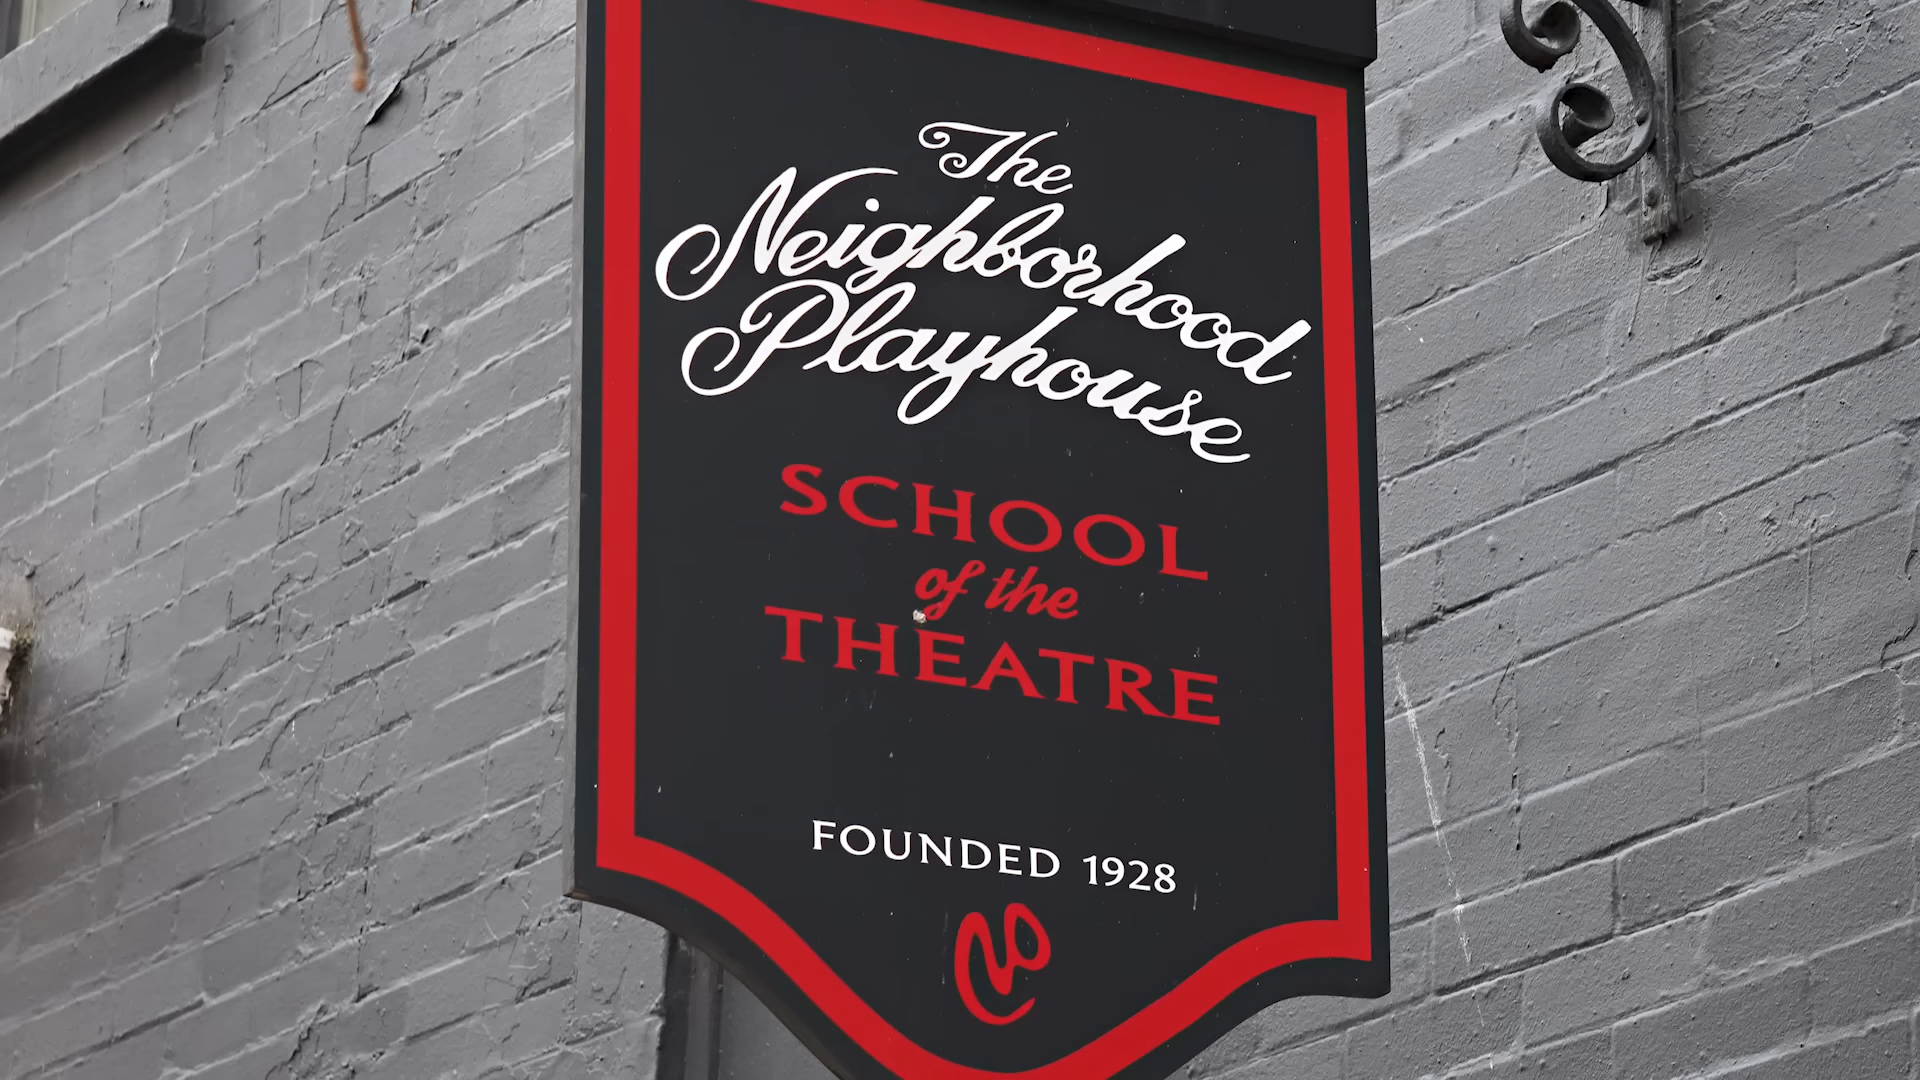 The
Neighborhood
Playhouse
SCHOOL
of the
THEATRE
FOUNDED 1928